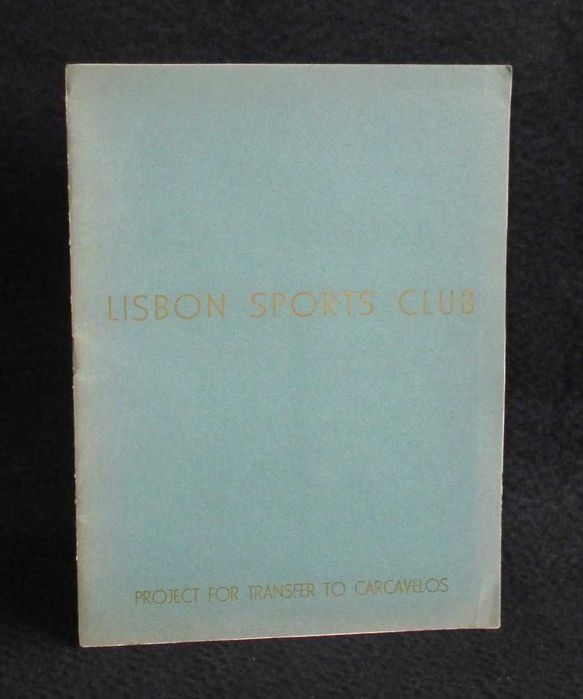 LISBON SPORTS CLUB
PROJECT FOR TRANSFER TO CARCAVELOS